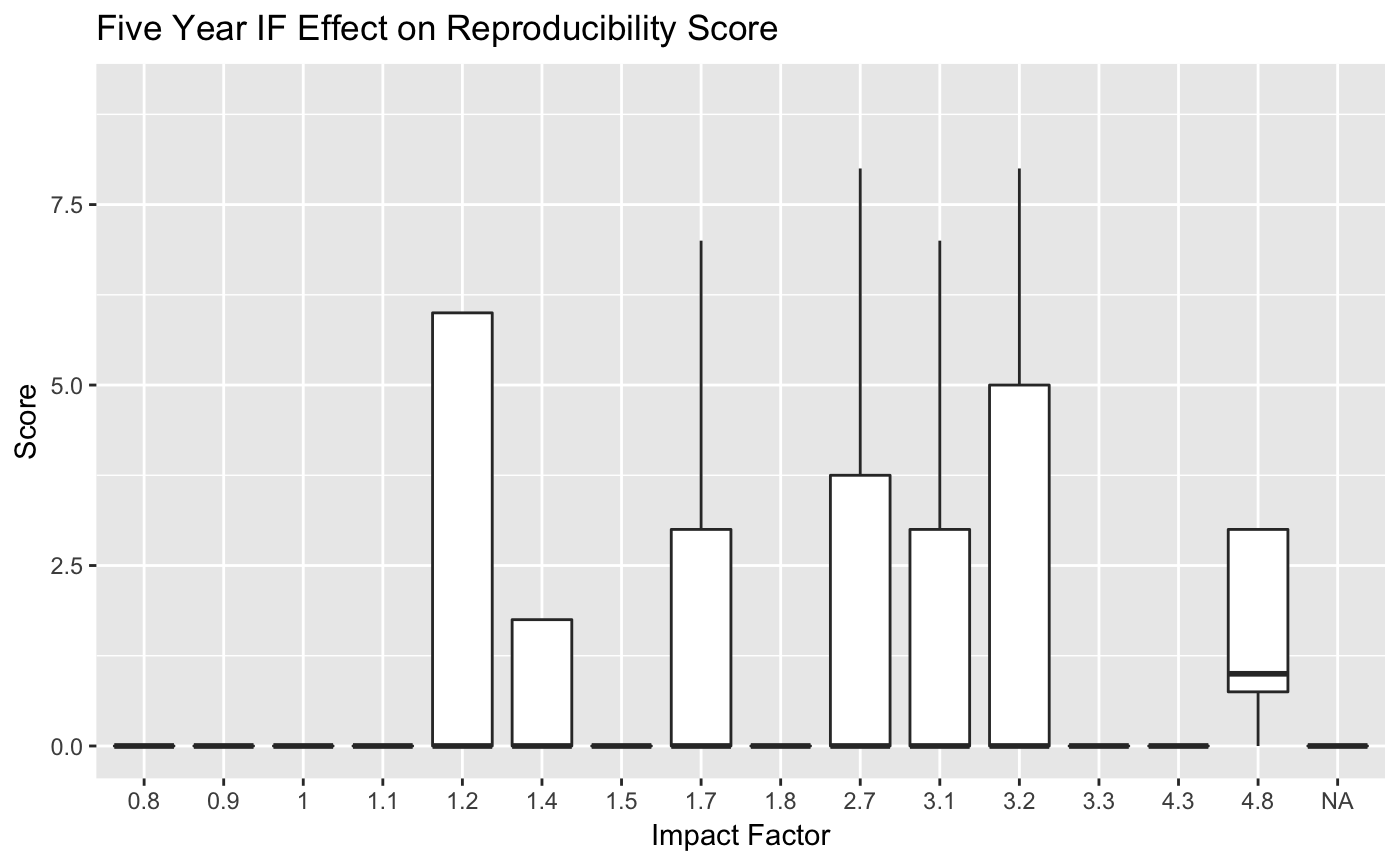 Five Year IF Effect on Reproducibility Score
Score
7.5
5.0
2.5
0.0
0.8 0.9 1 1.1 1.2 1.4 1.5 1.7 1.8 2.7 3.1 3.2 3.3 4.3 4.8 NA
Impact Factor